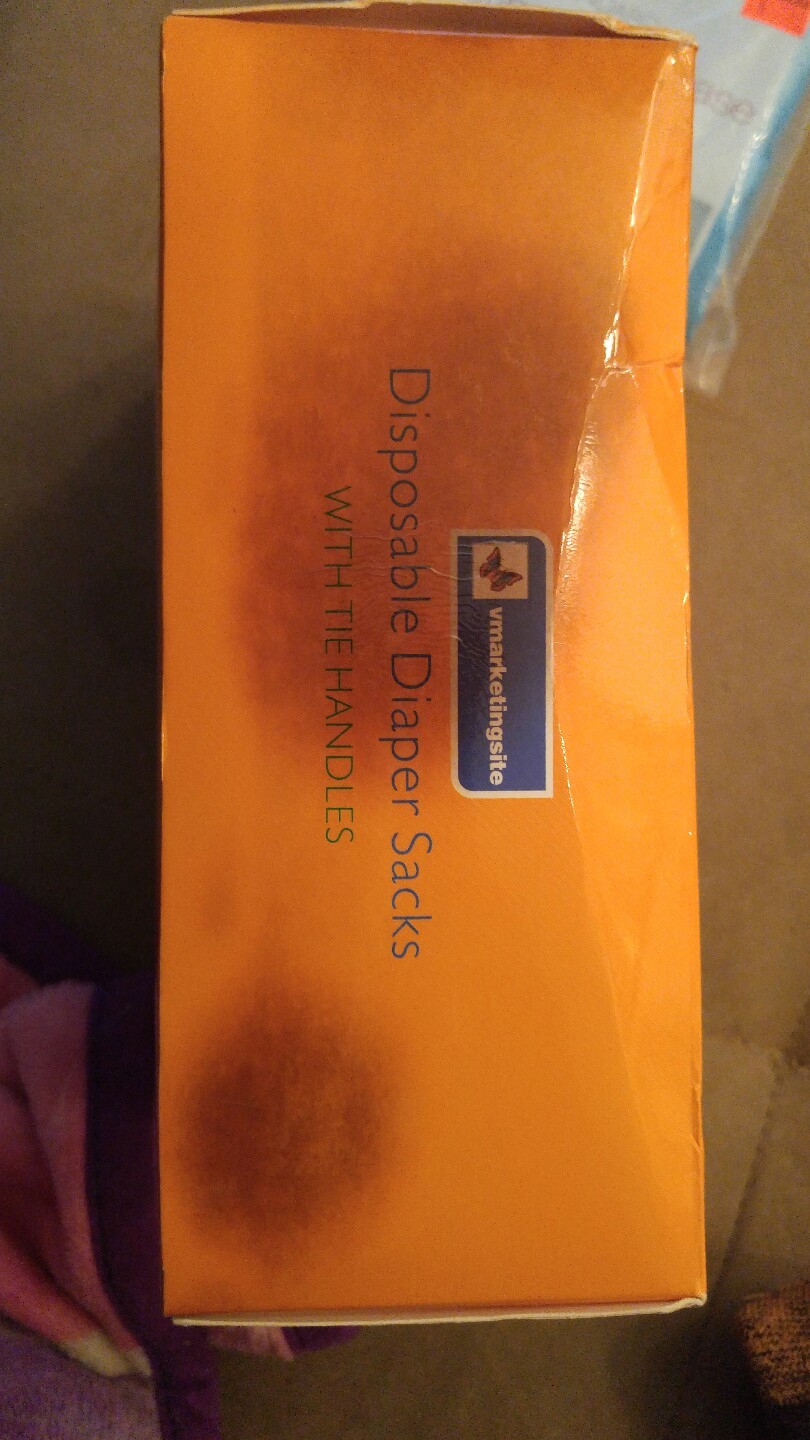 vmarketingsite
Disposable Diaper Sacks
WITH TIE HANDLES